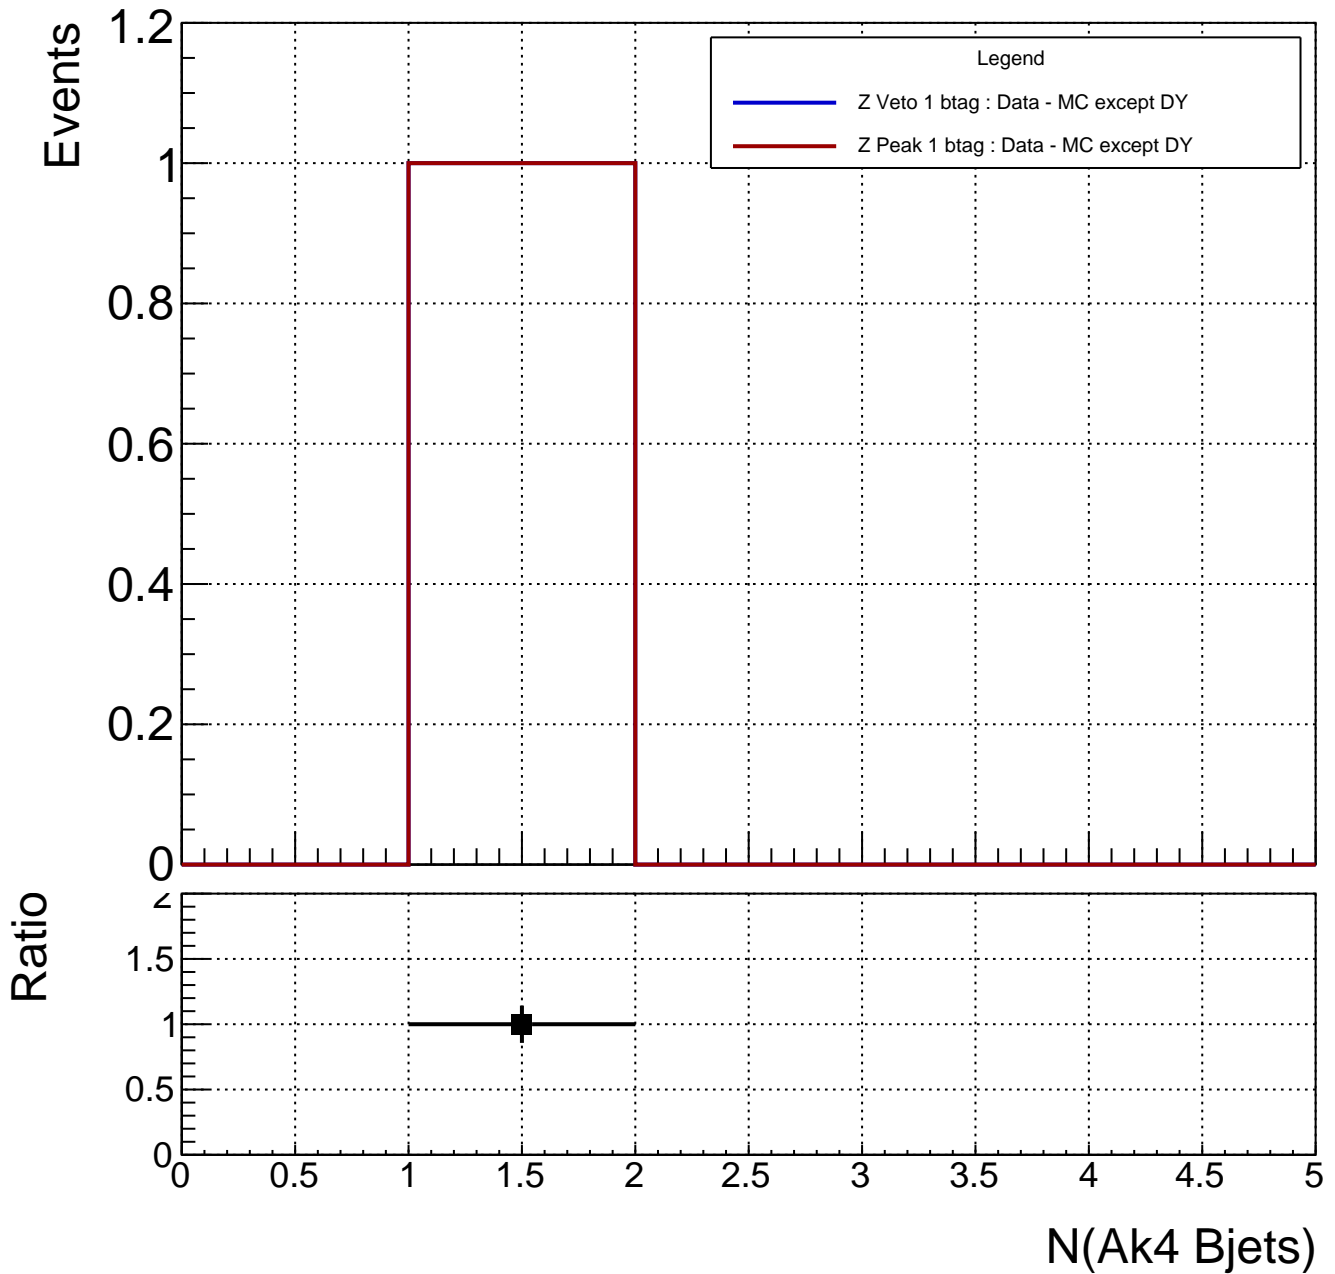 Events
1.2
1
0.8
0.6
0.4
0.2
0
Legend
Z Veto 1 btag : Data - MC except DY
Z Peak 1 btag : Data - MC except DY
Ratio
2
1.5
1
0.5
0
0 0.5 1 1.5 2 2.5 3 3.5 4 4.5 5
N(Ak4 Bjets)